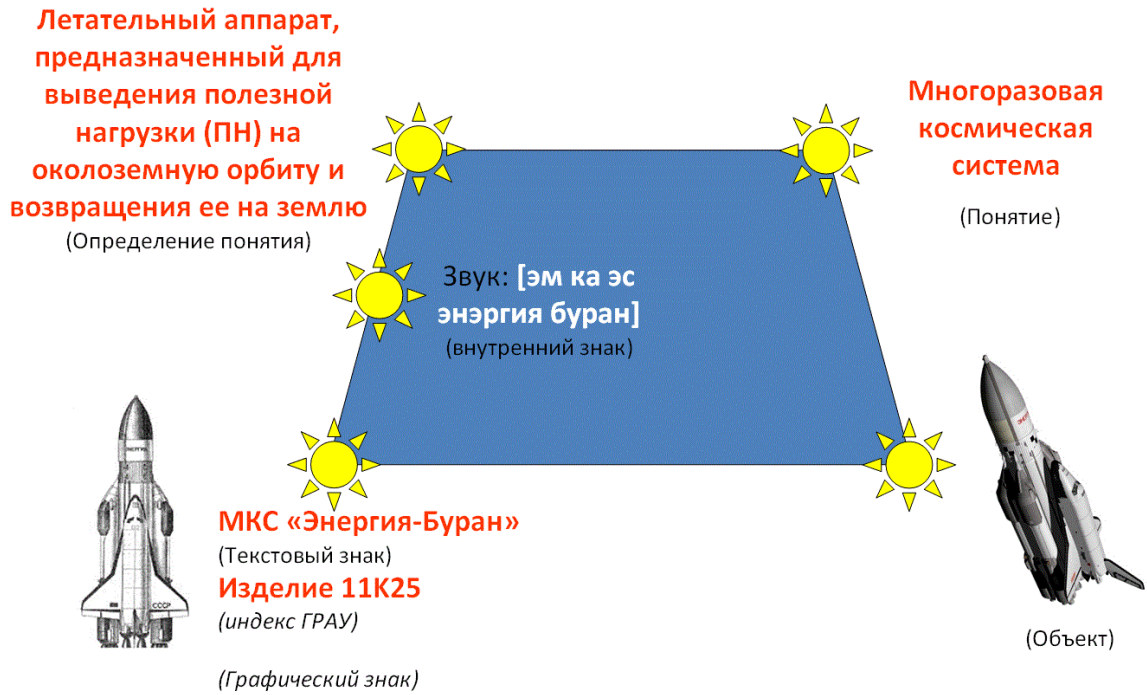 Летательный аппарат,
предназначенный для
выведения полезной
нагрузки (ПН) на
околоземную орбиту и
возвращения ее на землю
(Определение понятия)
Многоразовая
космическая
система
(Понятие)
Звук: [эм ка эс
энэргия буран]
(внутренний знак)
МКС «Энергия-Буран»
(Текстовый знак)
Изделие 11К25
(индекс ГРАУ)
(Графический знак)
(Объект)
ЭНЕРГИЯ
СССР